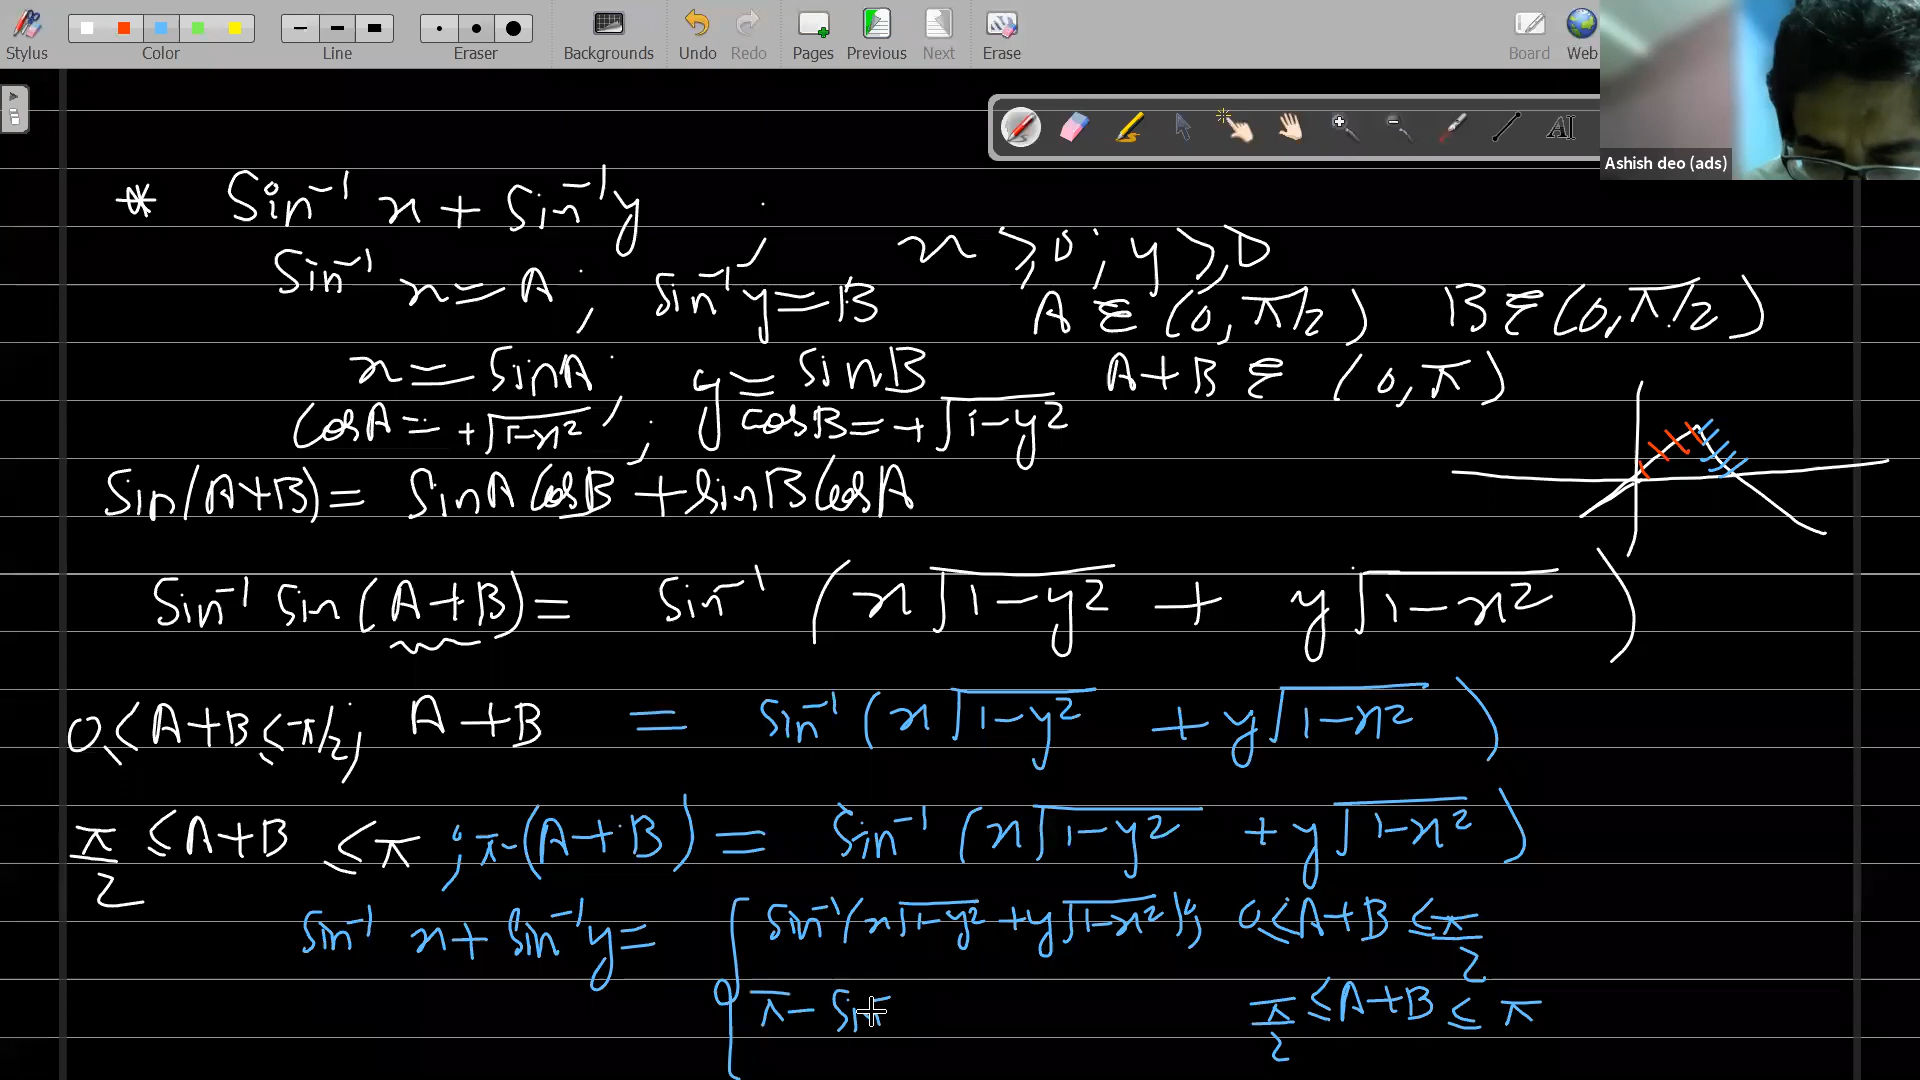 Stylus Color Line Eraser Backgrounds Undo Redo Pages Previous Next Erase Board Web
Ashish deo (ads)
* Sin⁻¹ x + Sin⁻¹ y , x ≥ 0 ; y ≥ 0
Sin⁻¹ x = A ; Sin⁻¹ y = B A ∈ (0, π/2) B ∈ (0, π/2)
x = SinA ; y = SinB A+B ∈ (0, π)
CosA = +√(1-x²) ; CosB = +√(1-y²)
Sin(A+B) = SinA CosB + SinB CosA
Sin⁻¹ Sin (A+B) = Sin⁻¹ ( x√(1-y²) + y√(1-x²) )
0 ≤ A+B ≤ π/2 ; A+B = Sin⁻¹ ( x√(1-y²) + y√(1-x²) )
π/2 ≤ A+B ≤ π ; π-(A+B) = Sin⁻¹ ( x√(1-y²) + y√(1-x²) )
Sin⁻¹ x + Sin⁻¹ y = { Sin⁻¹ ( x√(1-y²) + y√(1-x²) ) ; 0 ≤ A+B ≤ π/2
π - Sin π/2 ≤ A+B ≤ π